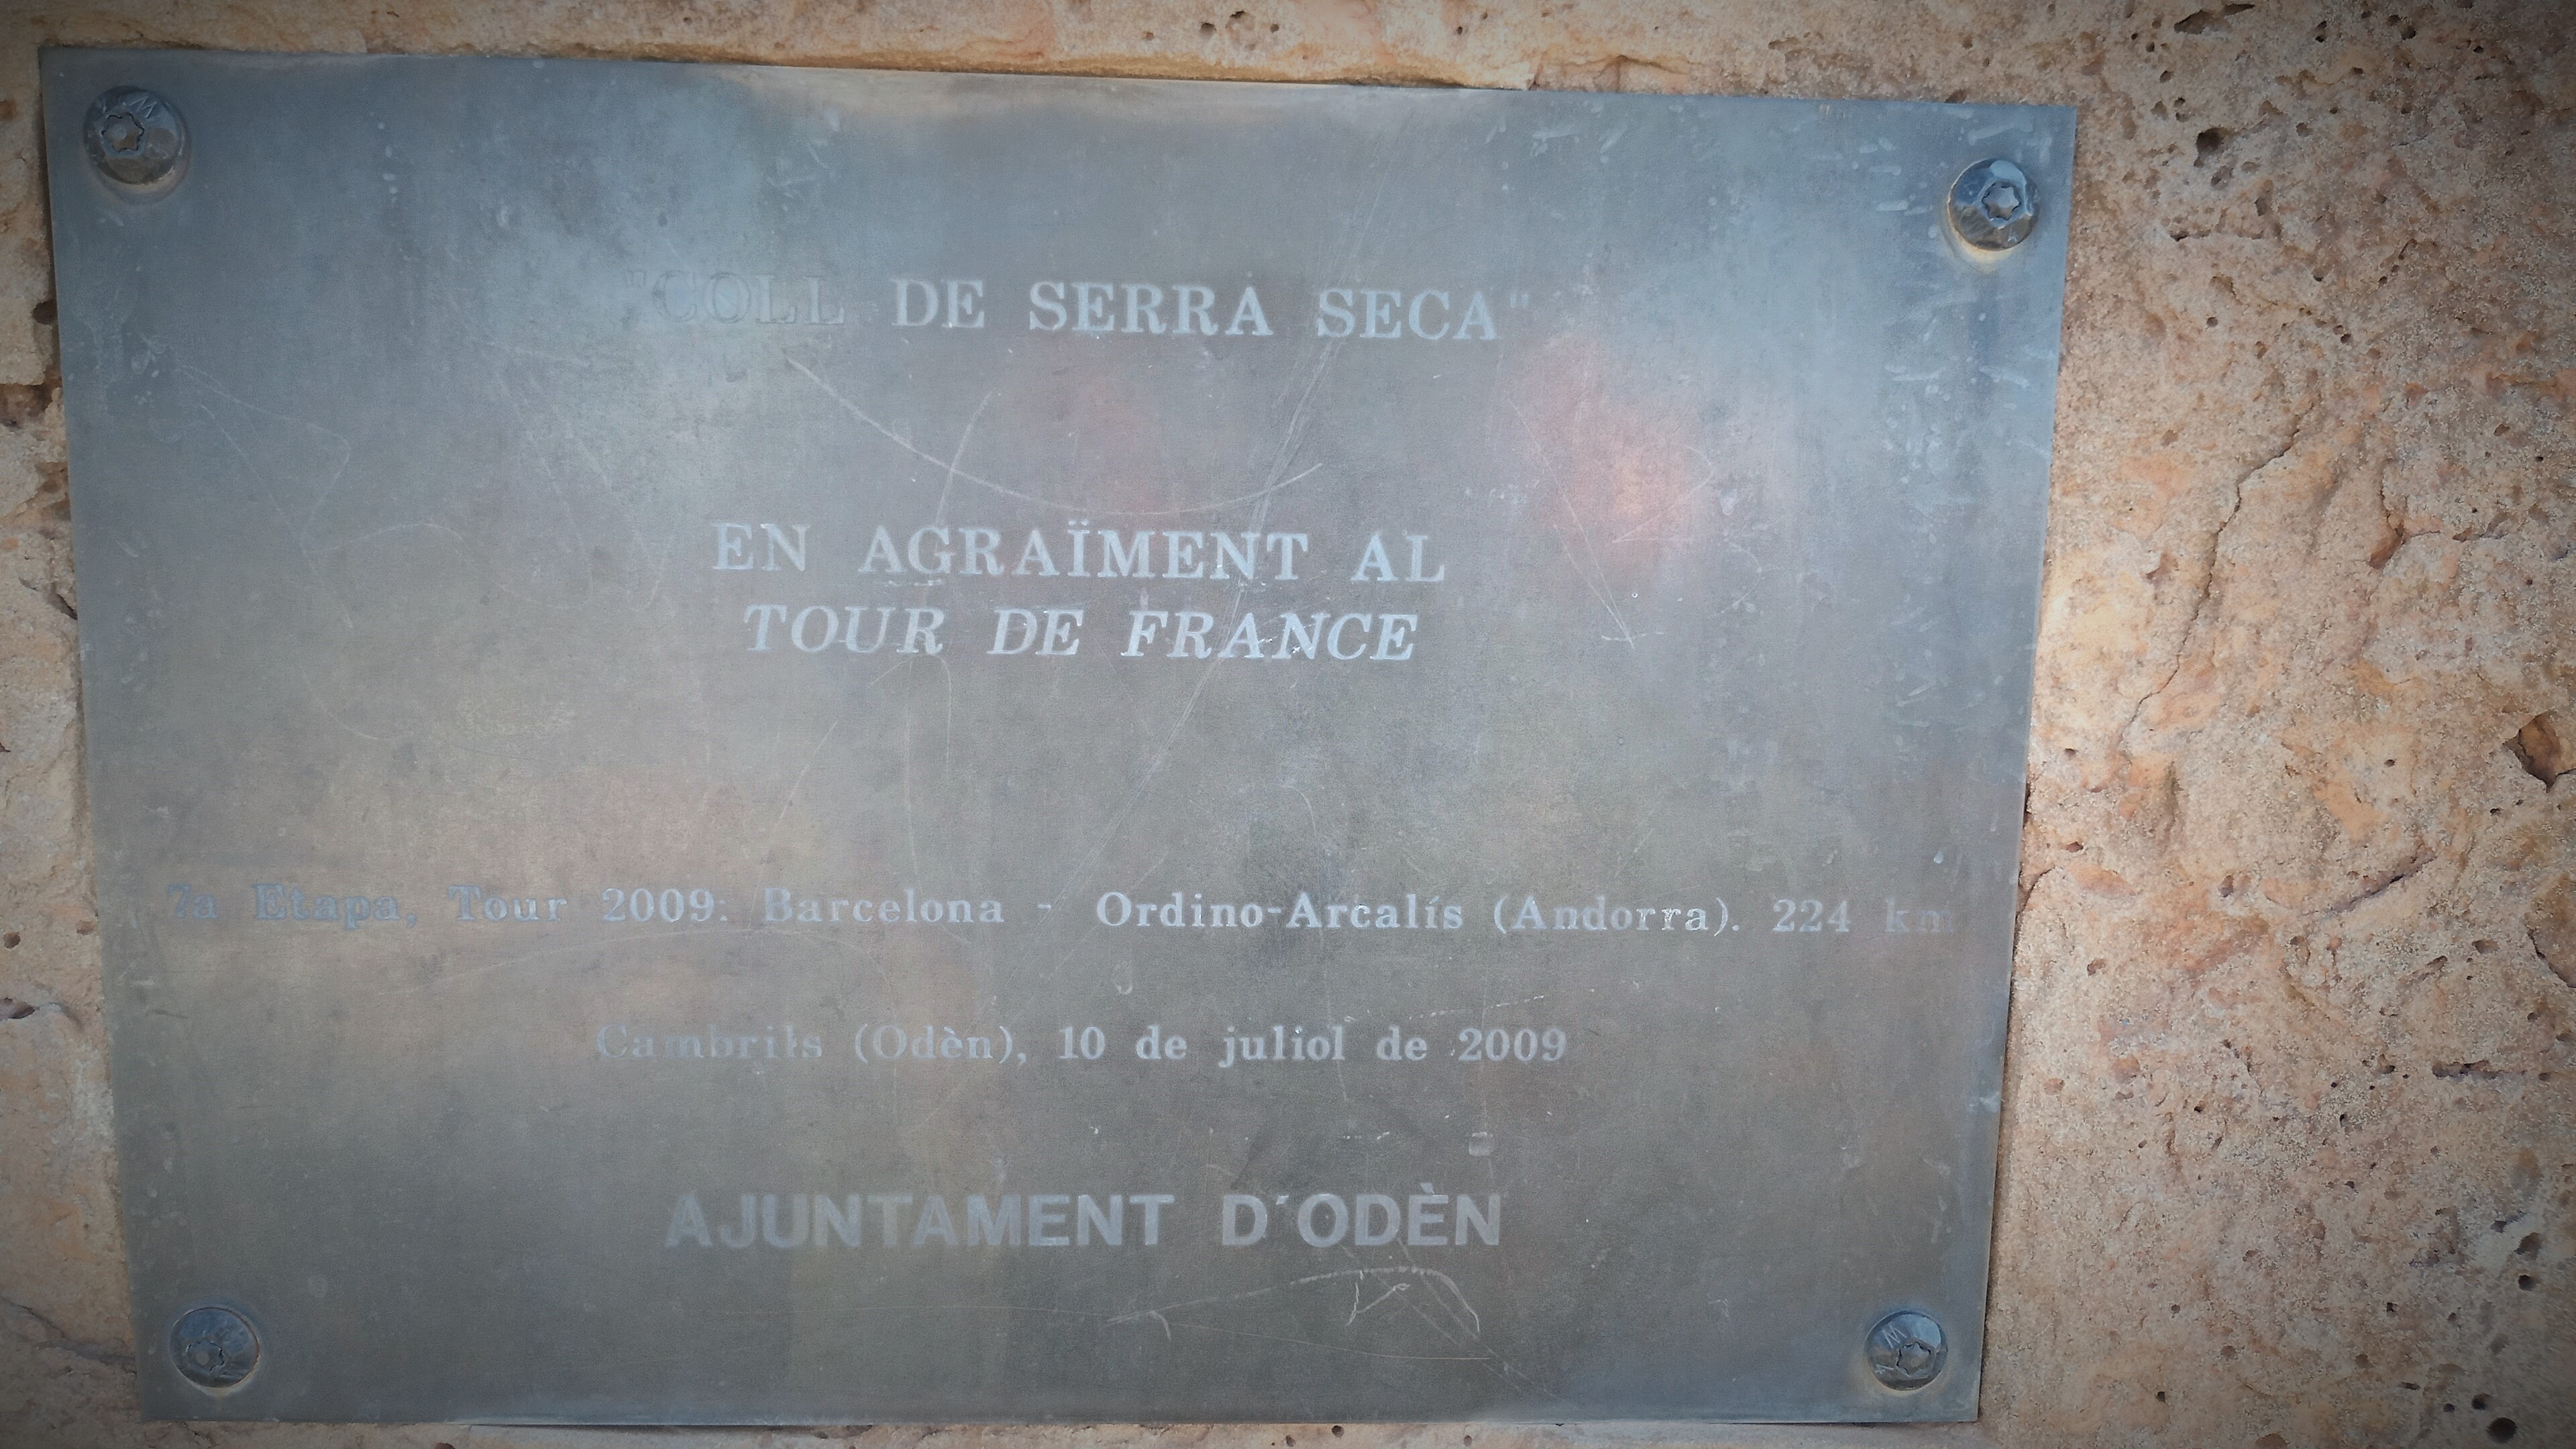 "COLL DE SERRA SECA"
EN AGRAÏMENT AL
TOUR DE FRANCE
7a Etapa, Tour 2009: Barcelona - Ordino-Arcalís (Andorra). 224 km
Cambrils (Odèn), 10 de juliol de 2009
AJUNTAMENT D'ODÈN